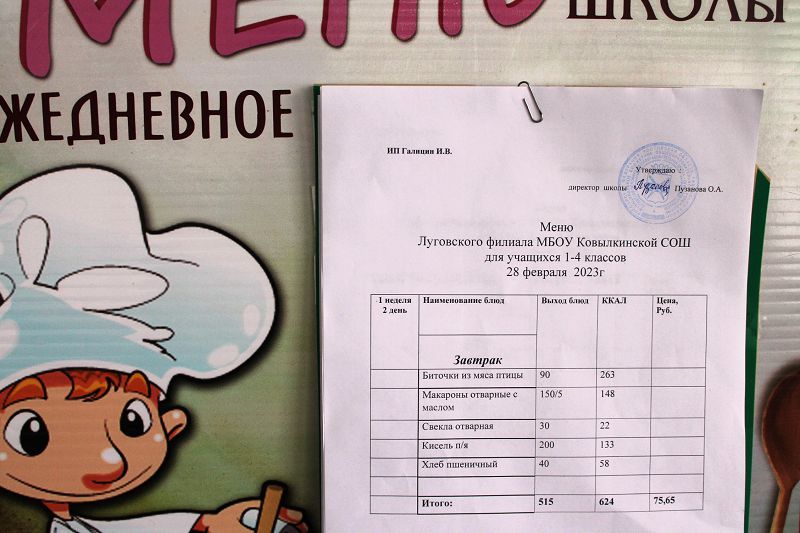 Меню
ШКОЛЫ
ЖЕДНЕВНОЕ
ИП Галицин И.В.
Утверждаю :
директор школы Пузанова О.А.
Меню
Луговского филиала МБОУ Ковылкинской СОШ
для учащихся 1-4 классов
28 февраля 2023г
1 неделя Наименование блюд Выход блюд ККАЛ Цена,
2 день Руб.
Завтрак
Биточки из мяса птицы 90 263
Макароны отварные с 150/5 148
маслом
Свекла отварная 30 22
Кисель п/я 200 133
Хлеб пшеничный 40 58
Итого: 515 624 75,65